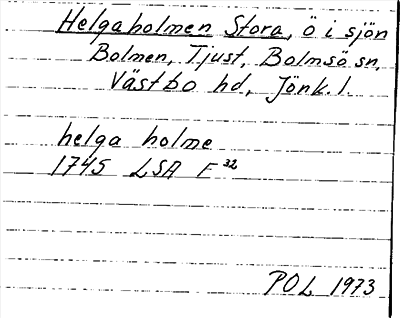 Helgaholmen Stora, ö i sjön
Bolmen, Tjust, Bolmsö sn,
Västbo hd, Jönk. l.
helga holme
1745 LSA F 32
POL 1973